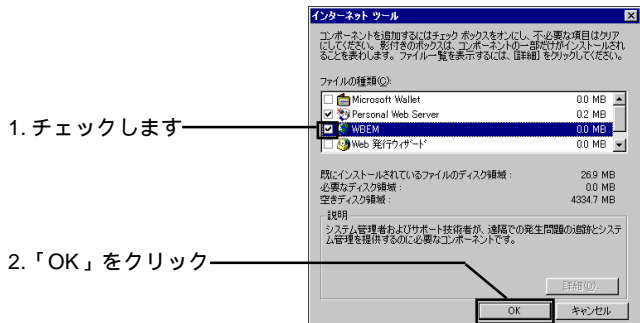 インターネット ツール
コンポーネントを追加するにはチェック ボックスをオンにし、不必要な項目はクリア
にしてください。影付きのボックスは、コンポーネントの一部だけがインストールされ
ることを表わします。ファイル一覧を表示するには、[詳細] をクリックしてください。
ファイルの種類(C):
Microsoft Wallet 0.0 MB
Personal Web Server 0.2 MB
1. チェックします
WBEM 0.0 MB
Web 発行ウィザード 0.0 MB
既にインストールされているファイルのディスク領域： 26.9 MB
必要なディスク領域： 0.0 MB
空きディスク領域： 4334.7 MB
説明
システム管理者およびサポート技術者が、遠隔での発生問題の追跡とシステ
ム管理を提供するのに必要なコンポーネントです。
2.「OK」をクリック
詳細(D)...
OK キャンセル